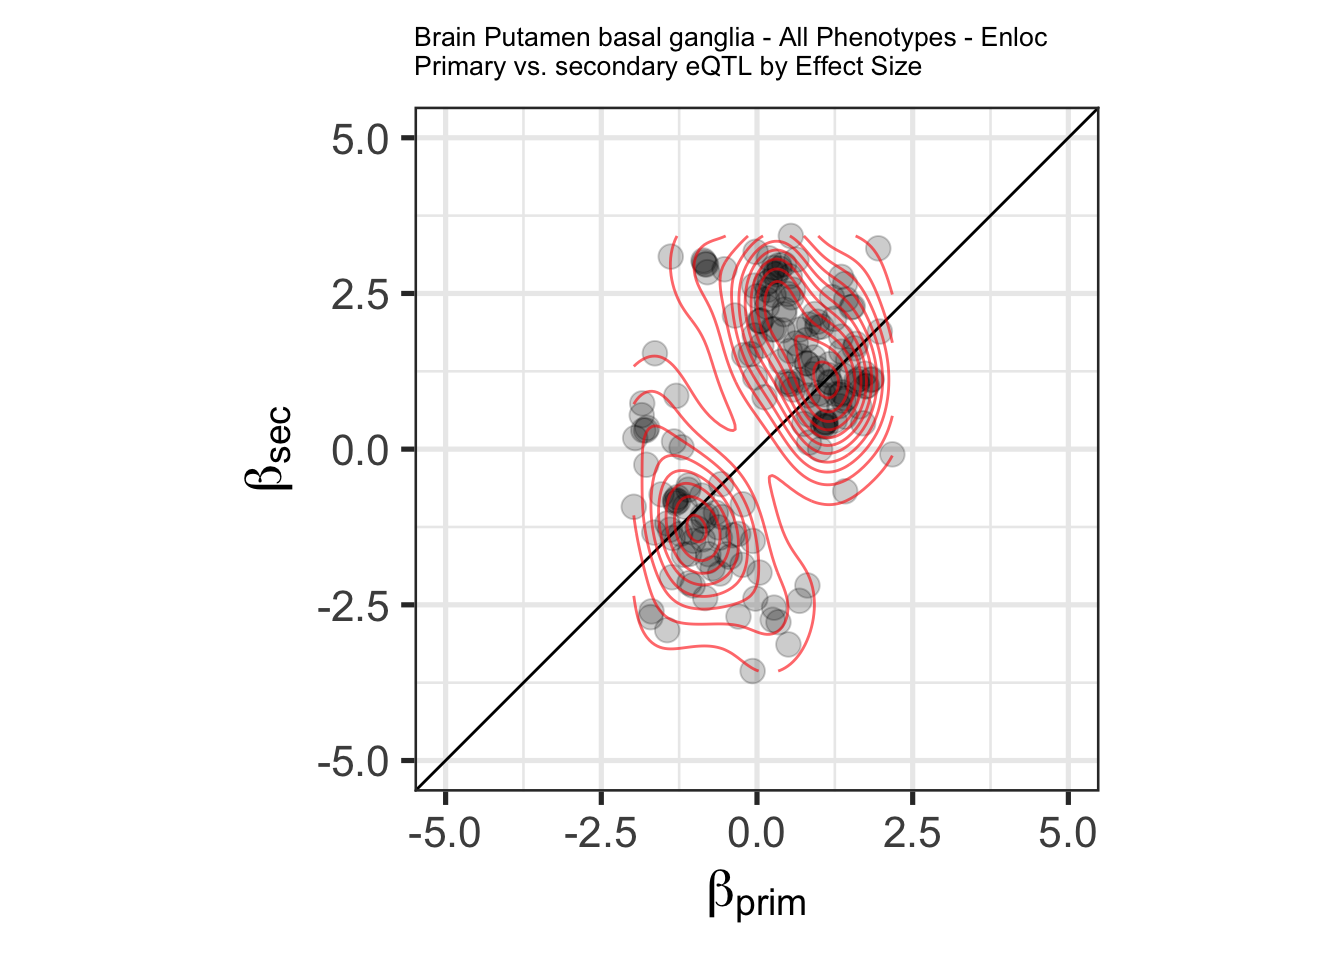 Brain Putamen basal ganglia - All Phenotypes - Enloc
Primary vs. secondary eQTL by Effect Size
5.0
2.5
0.0
-2.5
-5.0
βsec
-5.0 -2.5 0.0 2.5 5.0
βprim